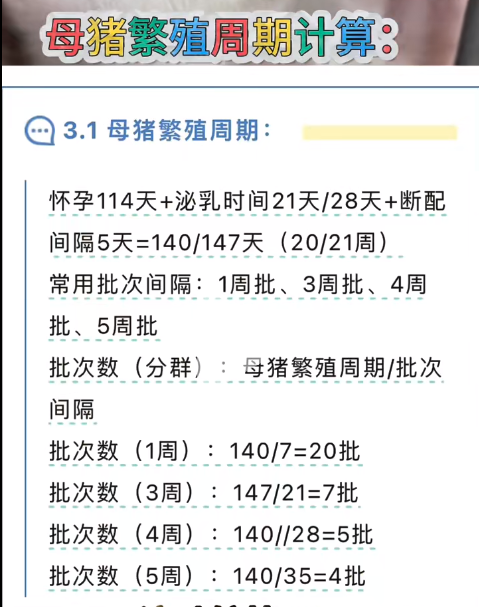 母猪繁殖周期计算：
3.1 母猪繁殖周期：
怀孕114天+泌乳时间21天/28天+断配
间隔5天=140/147天（20/21周）
常用批次间隔：1周批、3周批、4周
批、5周批
批次数（分群）：母猪繁殖周期/批次
间隔
批次数（1周）：140/7=20批
批次数（3周）：147/21=7批
批次数（4周）：140//28=5批
批次数（5周）：140/35=4批